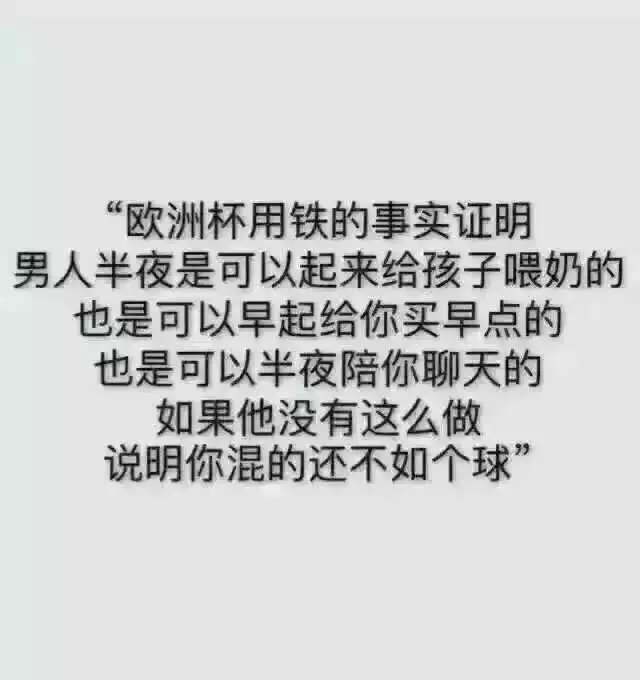 “欧洲杯用铁的事实证明
男人半夜是可以起来给孩子喂奶的
也是可以早起给你买早点的
也是可以半夜陪你聊天的
如果他没有这么做
说明你混的还不如个球”